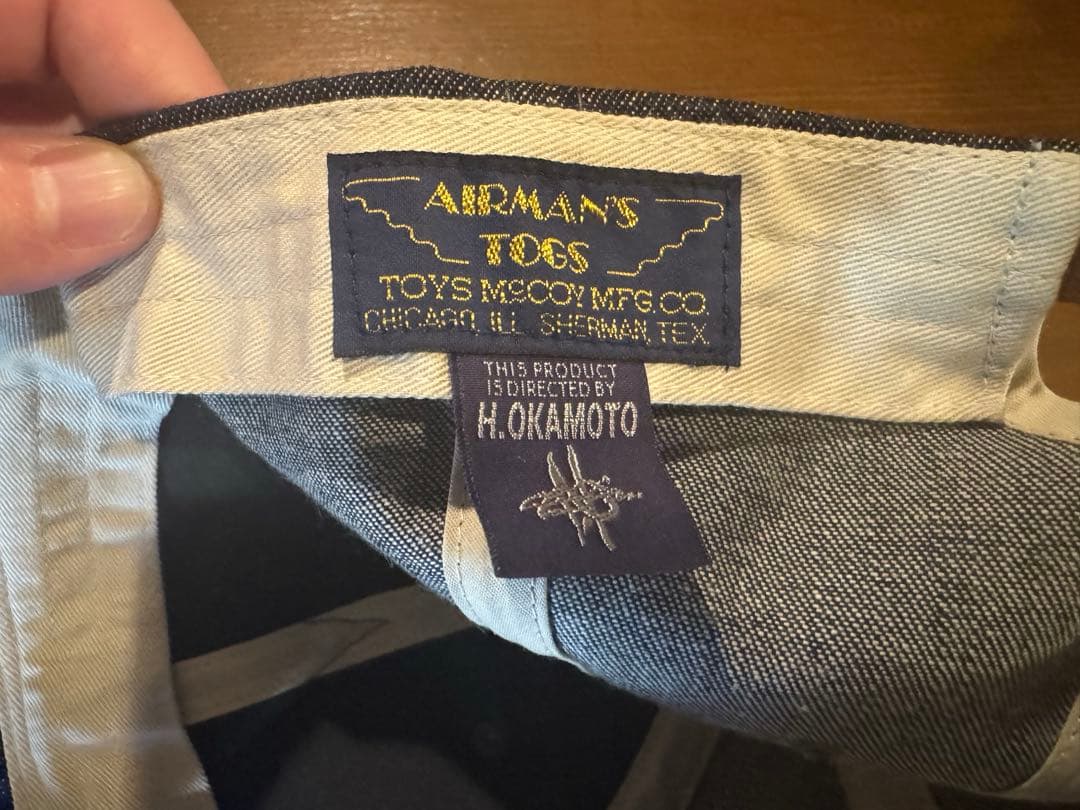 AIRMAN'S
TOGS
TOYS McCOY MFG.CO
CHICAGO, ILL. SHERMAN, TEX.
THIS PRODUCT
IS DIRECTED BY
H.OKAMOTO